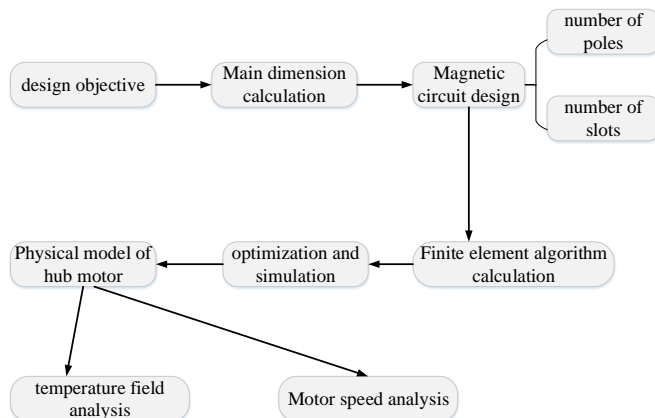 number of
poles
design objective
Main dimension
calculation
Magnetic
circuit design
number of
slots
Physical model of
hub motor
optimization and
simulation
Finite element algorithm
calculation
temperature field
analysis
Motor speed analysis